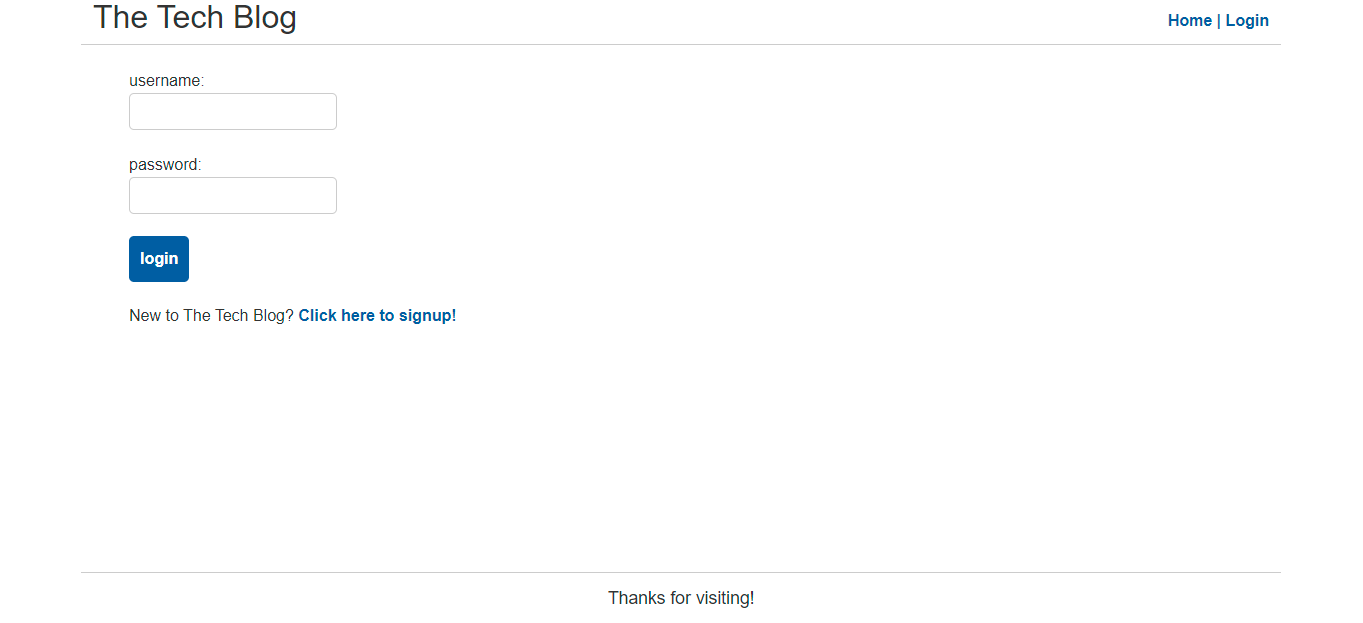 The Tech Blog
Home | Login
username:
password:
login
New to The Tech Blog? Click here to signup!
Thanks for visiting!